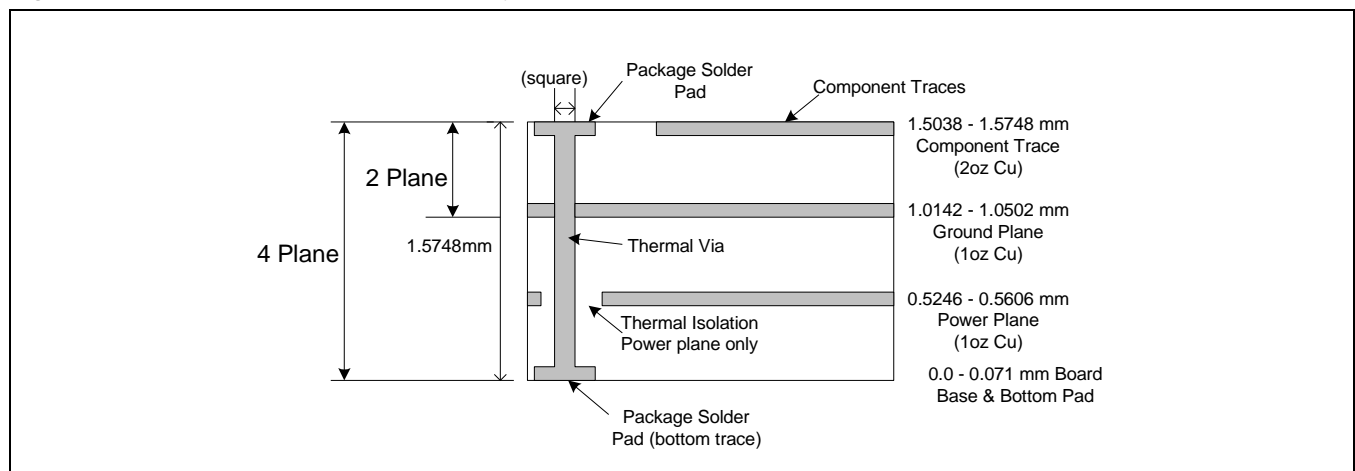 (square)
Package Solder
Pad
Component Traces
1.5038 - 1.5748 mm
Component Trace
(2oz Cu)
2 Plane
4 Plane
1.5748mm
Thermal Via
1.0142 - 1.0502 mm
Ground Plane
(1oz Cu)
0.5246 - 0.5606 mm
Power Plane
(1oz Cu)
Thermal Isolation
Power plane only
0.0 - 0.071 mm Board
Base & Bottom Pad
Package Solder
Pad (bottom trace)